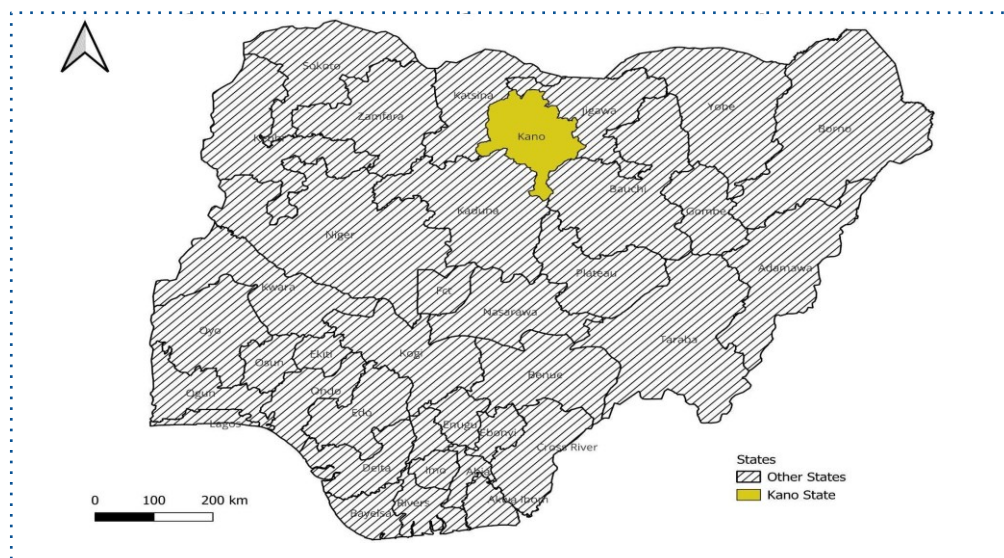 Sokoto
Katsina
Jigawa
Yobe
Zamfara
Borno
Kano
Kebbi
Bauchi
Kaduna
Gombe
Niger
Adamawa
Plateau
Kwara
Fct
Nasarawa
Oyo
Taraba
Osun
Ekiti
Kogi
Benue
Ogun
Ondo
Edo
Lagos
Enugu
Ebonyi
Cross River
Delta
Imo
Abia
Bayelsa
Rivers
Akwa Ibom
States
Other States
Kano State
0 100 200 km